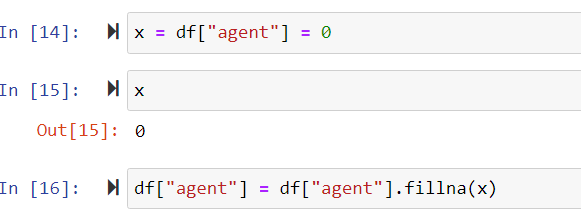 In [14]: x = df["agent"] = 0
In [15]: x
Out[15]: 0
In [16]: df["agent"] = df["agent"].fillna(x)